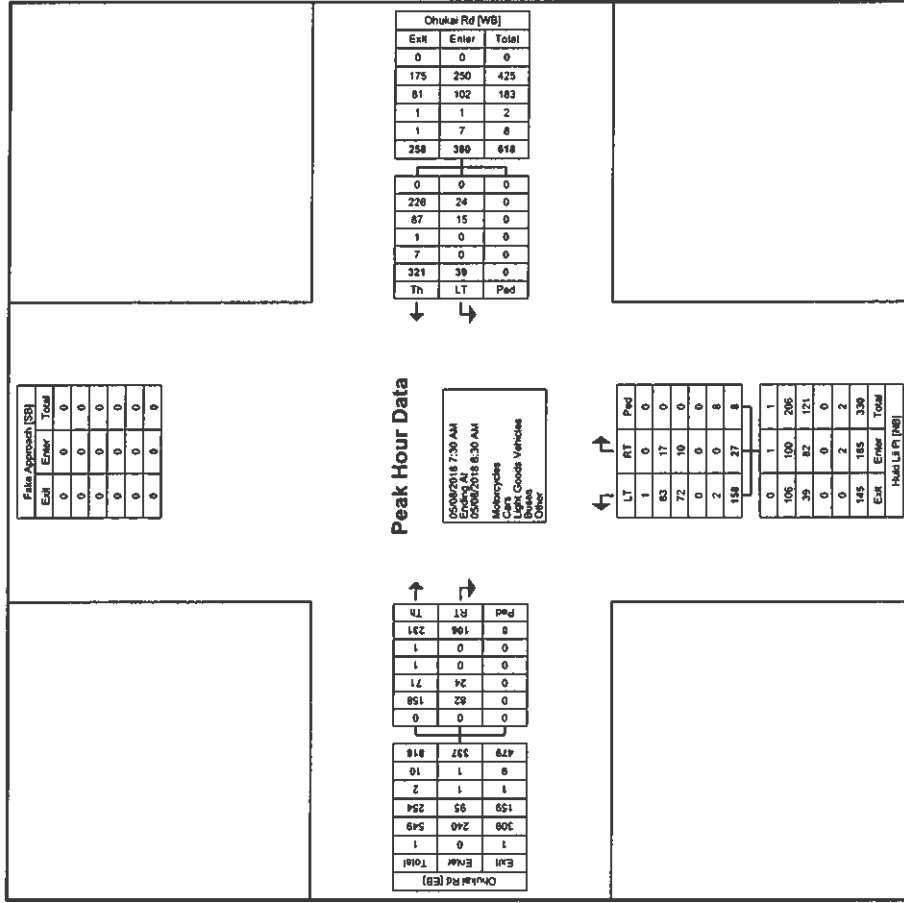 Ohukai Rd [WB]
Exit Enter Total
0 0 0
175 250 425
81 102 183
1 1 2
1 7 8
258 360 618
0 0 0
226 24 0
87 15 0
1 0 0
7 0 0
321 39 0
Th LT Ped
Fake Approach [SB]
Exit Enter Total
0 0 0
0 0 0
0 0 0
0 0 0
0 0 0
0 0 0
Peak Hour Data
05/08/2018 7:30 AM
Ending At
05/08/2018 8:30 AM
Motorcycles
Cars
Light Goods Vehicles
Buses
Other
LT RT Ped
1 0 0
83 17 0
72 10 0
0 0 0
2 0 8
158 27 8
0 1 1
106 100 206
39 82 121
0 0 0
0 2 2
145 185 330
Exit Enter Total
Pl [NB]
Ohukai Rd [EB]
Exit Enter Total
1 0 1
309 240 549
159 95 254
1 1 2
9 1 10
479 337 816
0 0 0
0 82 158
0 24 71
0 0 1
0 0 1
0 106 231
Ped RT Th